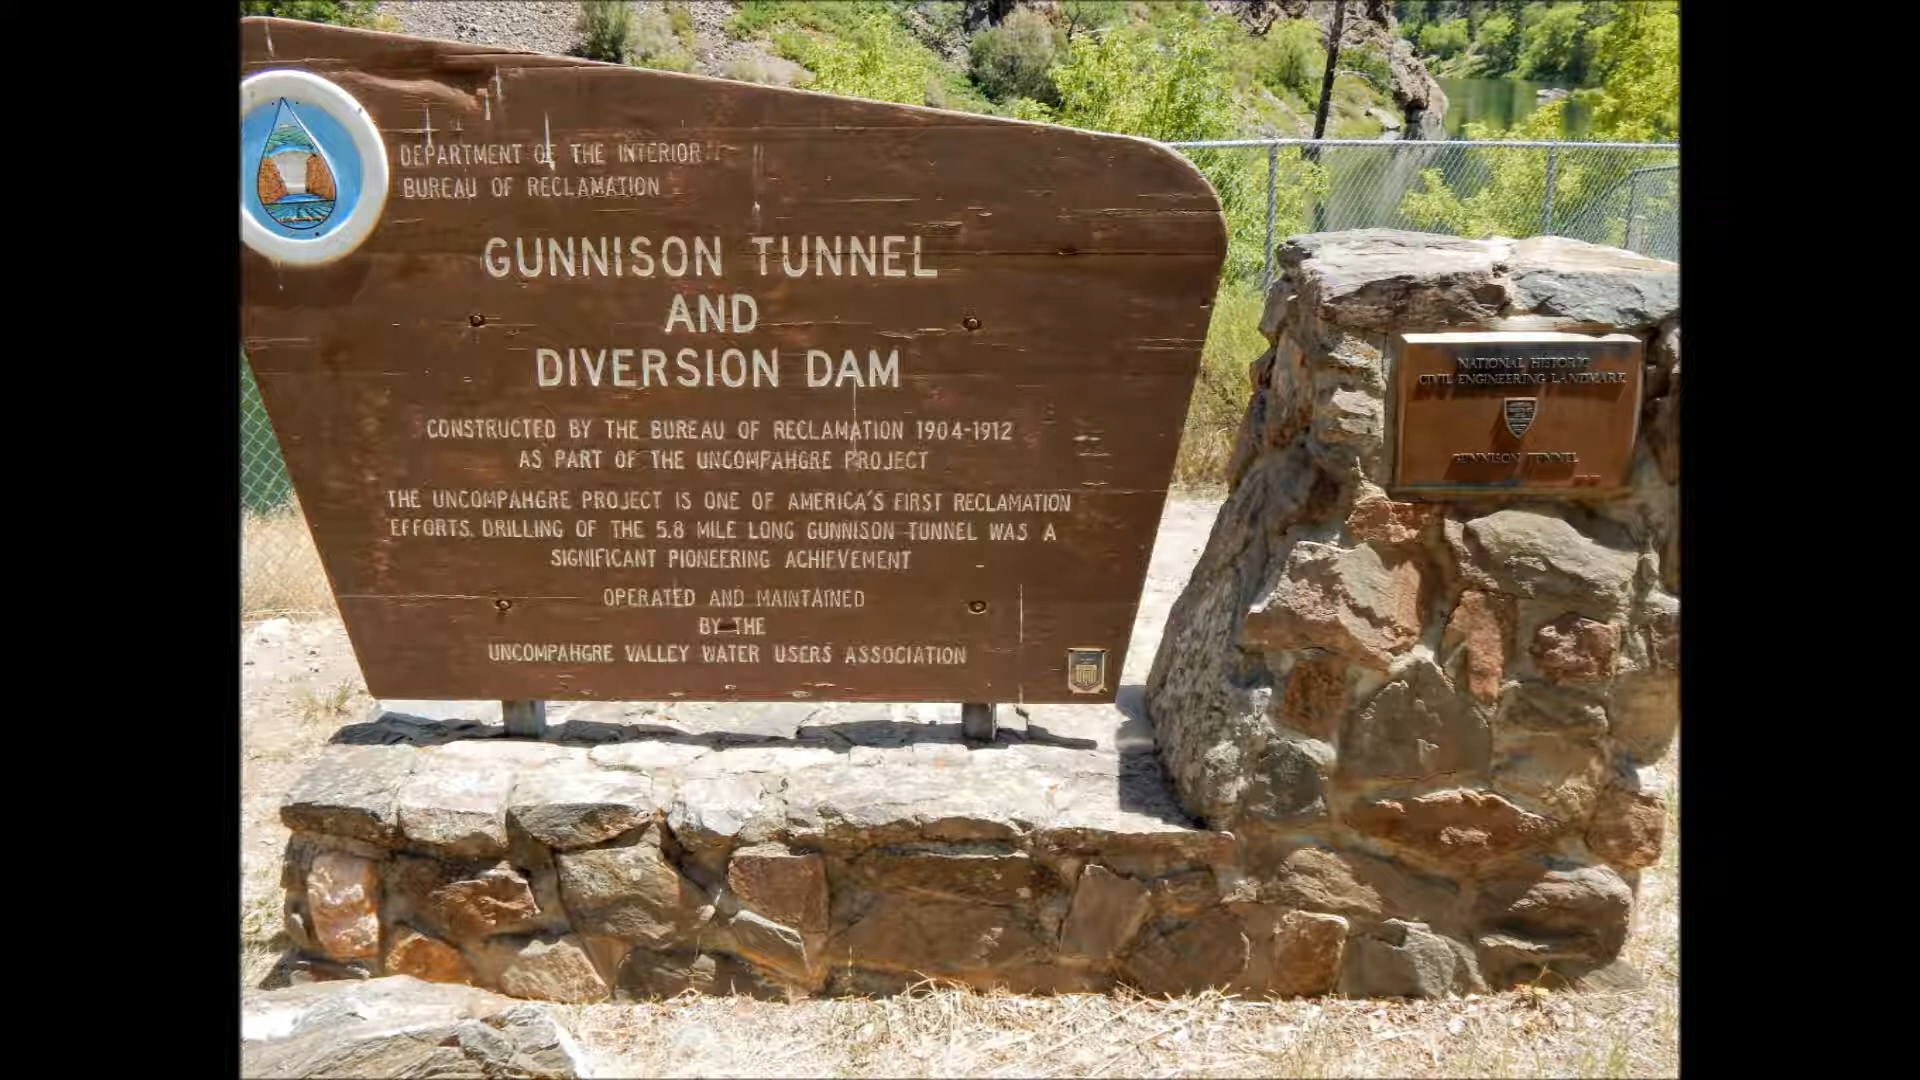 DEPARTMENT OF THE INTERIOR
BUREAU OF RECLAMATION
GUNNISON TUNNEL
AND
DIVERSION DAM
CONSTRUCTED BY THE BUREAU OF RECLAMATION 1904-1912
AS PART OF THE UNCOMPAHGRE PROJECT
THE UNCOMPAHGRE PROJECT IS ONE OF AMERICA'S FIRST RECLAMATION
EFFORTS. DRILLING OF THE 5.8 MILE LONG GUNNISON TUNNEL WAS A
SIGNIFICANT PIONEERING ACHIEVEMENT
OPERATED AND MAINTAINED
BY THE
UNCOMPAHGRE VALLEY WATER USERS ASSOCIATION
NATIONAL HISTORIC
CIVIL ENGINEERING LANDMARK
GUNNISON TUNNEL